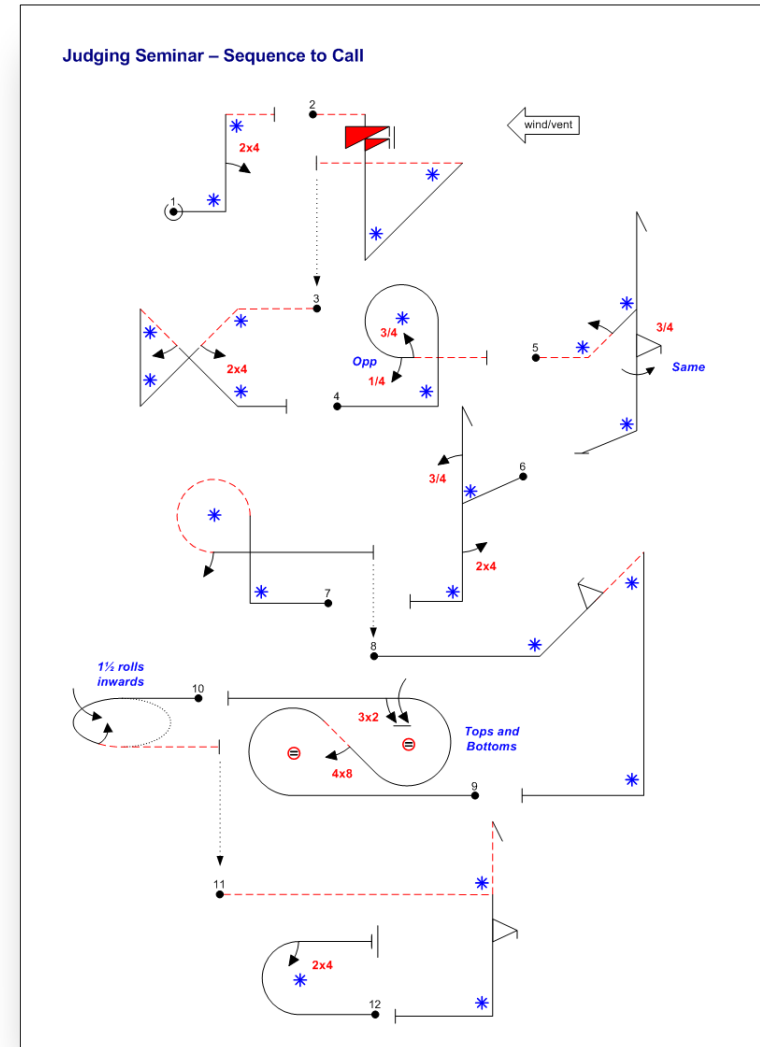 Judging Seminar – Sequence to Call
2
wind/vent
2x4
1
3
3/4
Opp
1/4
2x4
4
5
3/4
Same
6
3/4
2x4
7
8
1½ rolls
inwards
10
3x2
Tops and
Bottoms
4x8
9
11
2x4
12